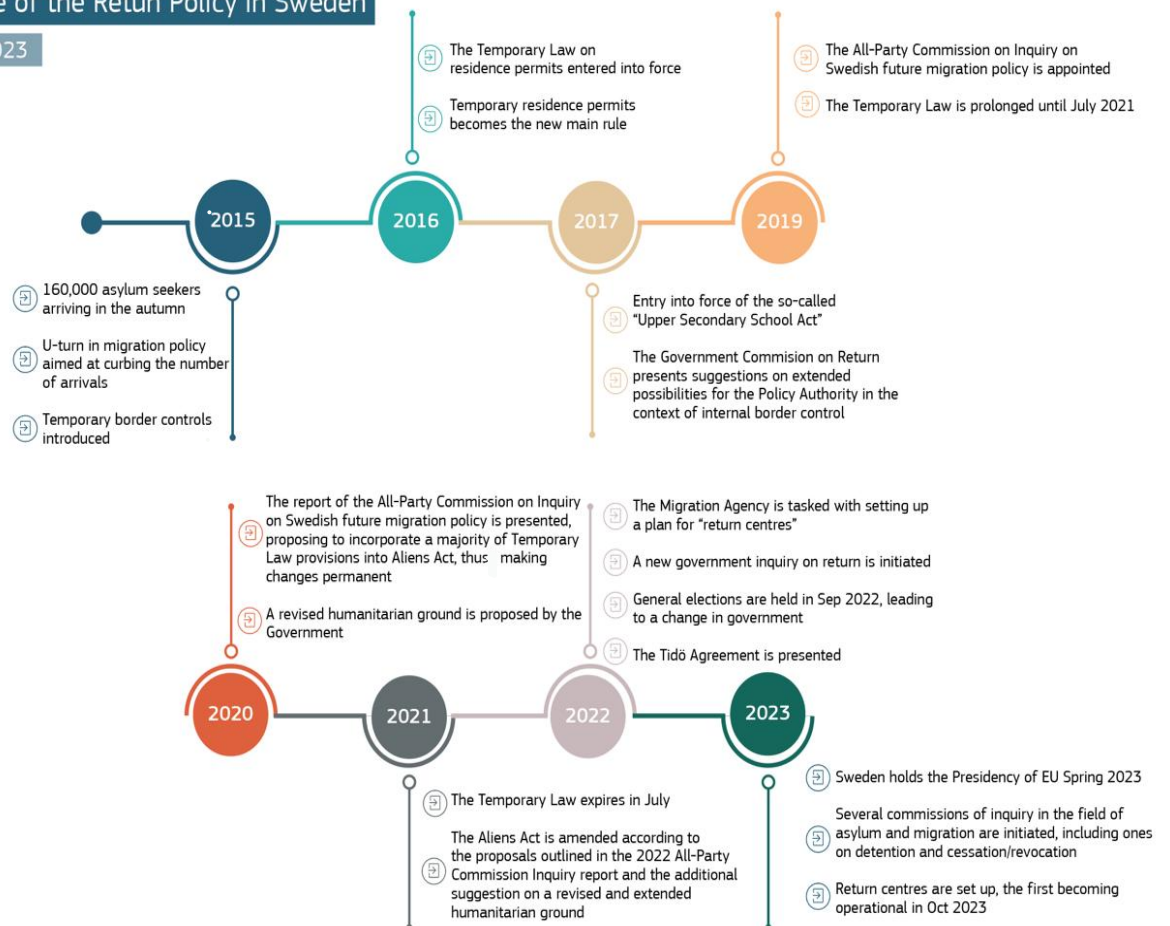 e of the Retun Policy in Sweden
023
The Temporary Law on
residence permits entered into force
Temporary residence permits
becomes the new main rule
The All-Party Commission on Inquiry on
Swedish future migration policy is appointed
The Temporary Law is prolonged until July 2021
2015
2016
2017
2019
160,000 asylum seekers
arriving in the autumn
U-turn in migration policy
aimed at curbing the number
of arrivals
Temporary border controls
introduced
Entry into force of the so-called
“Upper Secondary School Act”
The Government Commision on Return
presents suggestions on extended
possibilities for the Policy Authority in the
context of internal border control
The report of the All-Party Commission on Inquiry
on Swedish future migration policy is presented,
proposing to incorporate a majority of Temporary
Law provisions into Aliens Act, thus making
changes permanent
A revised humanitarian ground is proposed by the
Government
The Migration Agency is tasked with setting up
a plan for “return centres”
A new government inquiry on return is initiated
General elections are held in Sep 2022, leading
to a change in government
The Tidö Agreement is presented
2020
2021
2022
2023
The Temporary Law expires in July
The Aliens Act is amended according to
the proposals outlined in the 2022 All-Party
Commission Inquiry report and the additional
suggestion on a revised and extended
humanitarian ground
Sweden holds the Presidency of EU Spring 2023
Several commissions of inquiry in the field of
asylum and migration are initiated, including ones
on detention and cessation/revocation
Return centres are set up, the first becoming
operational in Oct 2023